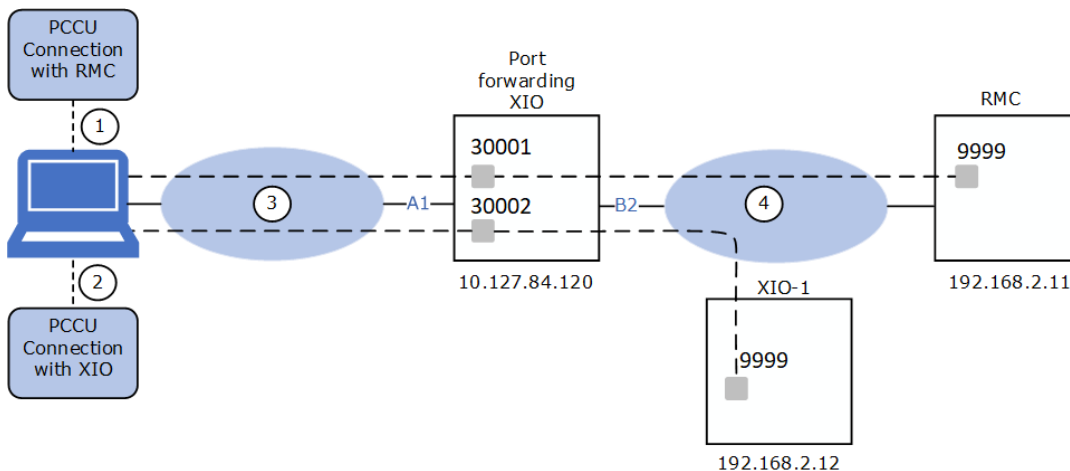 PCCU
Connection
with RMC
1
Port
forwarding
XIO
RMC
30001
9999
3
A1
30002
B2
4
2
10.127.84.120
192.168.2.11
XIO-1
PCCU
Connection
with XIO
9999
192.168.2.12